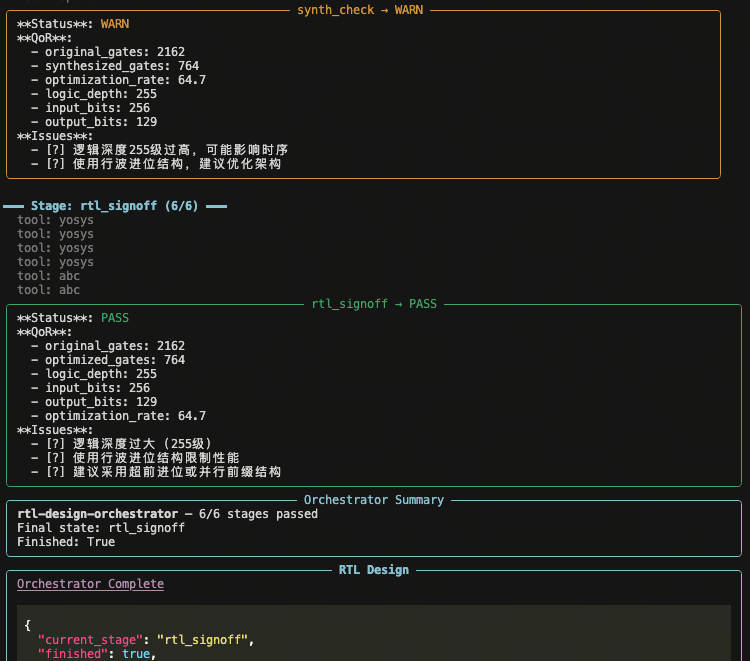 synth_check → WARN
**Status**: WARN
**QoR**:
- original_gates: 2162
- synthesized_gates: 764
- optimization_rate: 64.7
- logic_depth: 255
- input_bits: 256
- output_bits: 129
**Issues**:
- [?] 逻辑深度255级过高, 可能影响时序
- [?] 使用行波进位结构, 建议优化架构
Stage: rtl_signoff (6/6)
tool: yosys
tool: yosys
tool: yosys
tool: yosys
tool: abc
tool: abc
rtl_signoff → PASS
**Status**: PASS
**QoR**:
- original_gates: 2162
- optimized_gates: 764
- logic_depth: 255
- input_bits: 256
- output_bits: 129
- optimization_rate: 64.7
**Issues**:
- [?] 逻辑深度过大 (255级)
- [?] 使用行波进位结构限制性能
- [?] 建议采用超前进位或并行前缀结构
Orchestrator Summary
rtl-design-orchestrator — 6/6 stages passed
Final state: rtl_signoff
Finished: True
RTL Design
Orchestrator Complete
{
"current_stage": "rtl_signoff",
"finished": true,